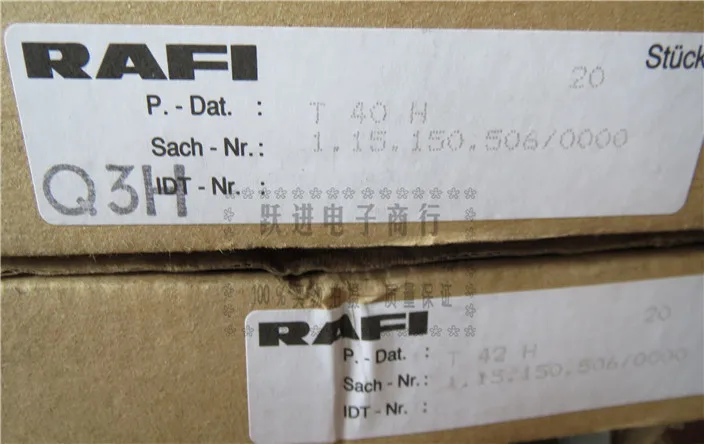 RAFI
20 Stück
P. - Dat. : T 40 H
Sach - Nr. : 1.15.150.506/0000
Q3H IDT - Nr. :
跃进电子商行
100%
RAFI
20
P. - Dat. : T 42 H
Sach - Nr. : 1.15.150.506/0000
IDT - Nr. :